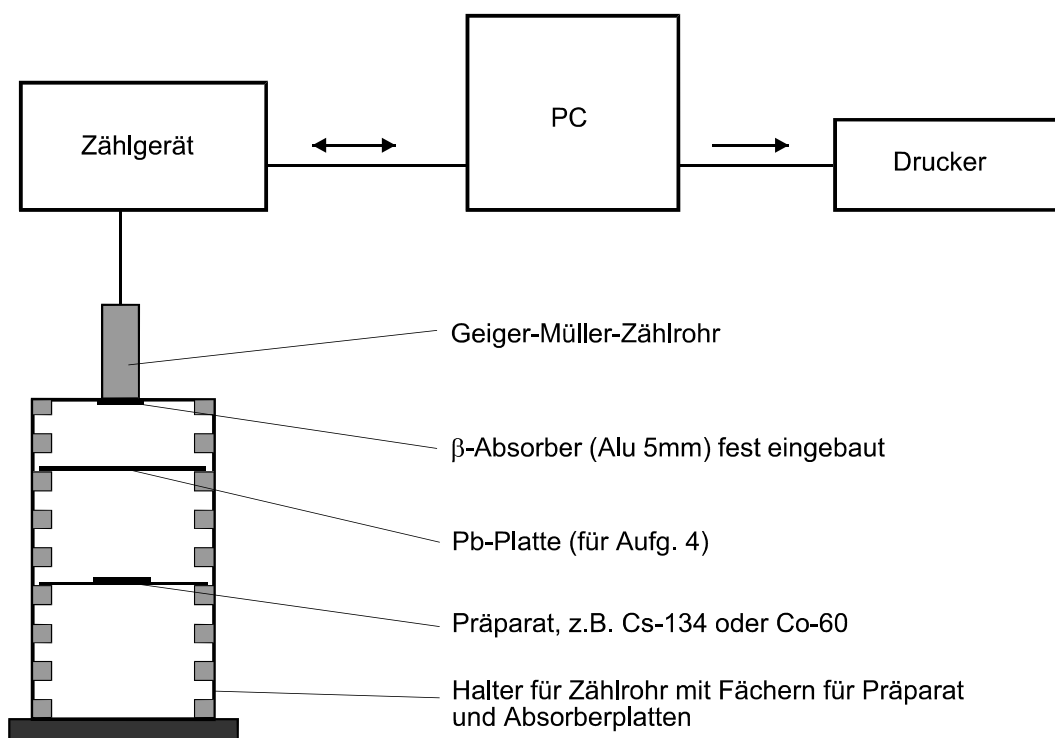 Zählgerät
PC
Drucker
Geiger-Müller-Zählrohr
β-Absorber (Alu 5mm) fest eingebaut
Pb-Platte (für Aufg. 4)
Präparat, z.B. Cs-134 oder Co-60
Halter für Zählrohr mit Fächern für Präparat
und Absorberplatten